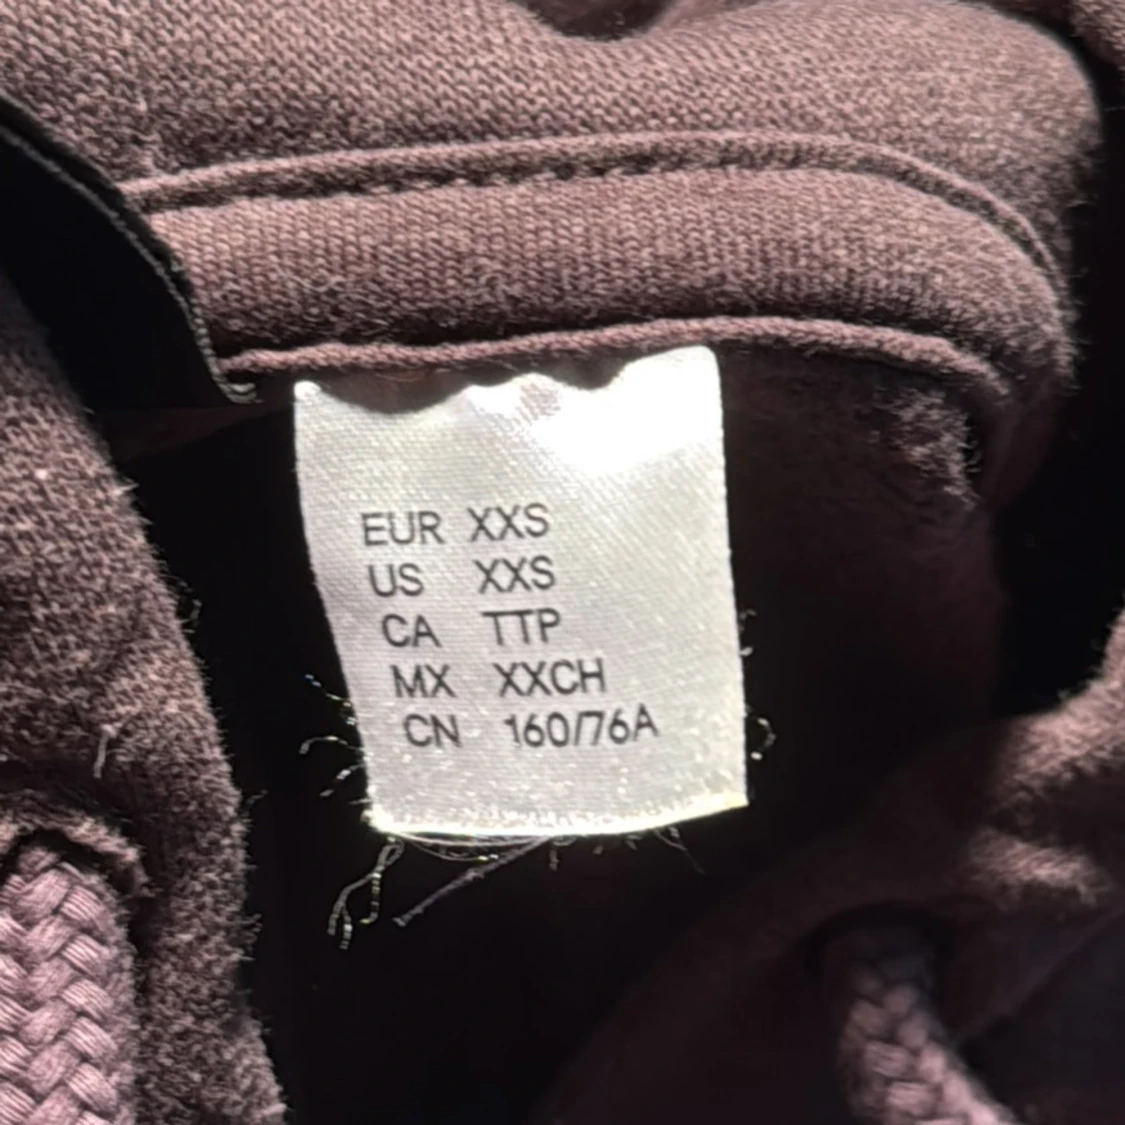 EUR XXS
US XXS
CA TTP
MX XXCH
CN 160/76A